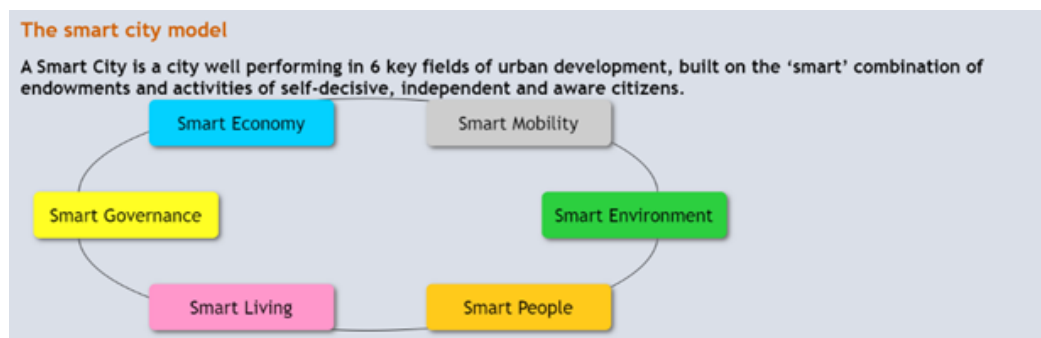 The smart city model
A Smart City is a city well performing in 6 key fields of urban development, built on the ‘smart’ combination of
endowments and activities of self-decisive, independent and aware citizens.
Smart Economy
Smart Mobility
Smart Governance
Smart Environment
Smart Living
Smart People